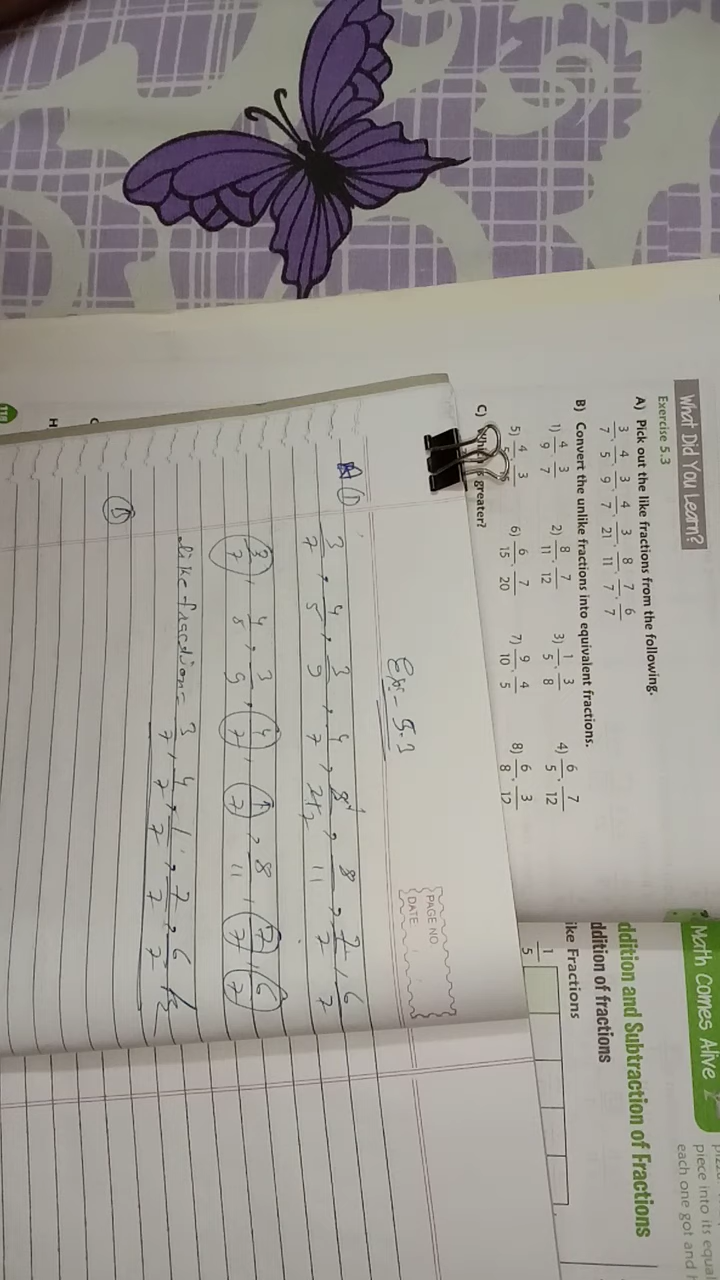 What Did You Learn?
Exercise 5.3
A) Pick out the like fractions from the following.
3/7, 4/5, 3/9, 4/7, 3/21, 8/11, 7/7, 6/7
B) Convert the unlike fractions into equivalent fractions.
1) 4/9, 3/7 2) 8/11, 7/12 3) 1/5, 3/8 4) 6/5, 7/12
5) 4 3 6) 6/15, 7/20 7) 9/10, 4/5 8) 6/8, 3/12
C) Which is greater?
Math Comes Alive
piece into its equa
each one got and h
ddition and Subtraction of Fractions
ddition of fractions
ike Fractions
1/5
PAGE NO.
DATE
Ex:- 5.3
3/7, 4/5, 3/9, 4/7, 8/11, 7/7, 6/7
3/7, 4/5, 3/9, 4/7, 1/7, 8/11, 7/7, 6/7
like fraction = 3/7, 4/7, 1/7, 7/7, 6/7
H
118